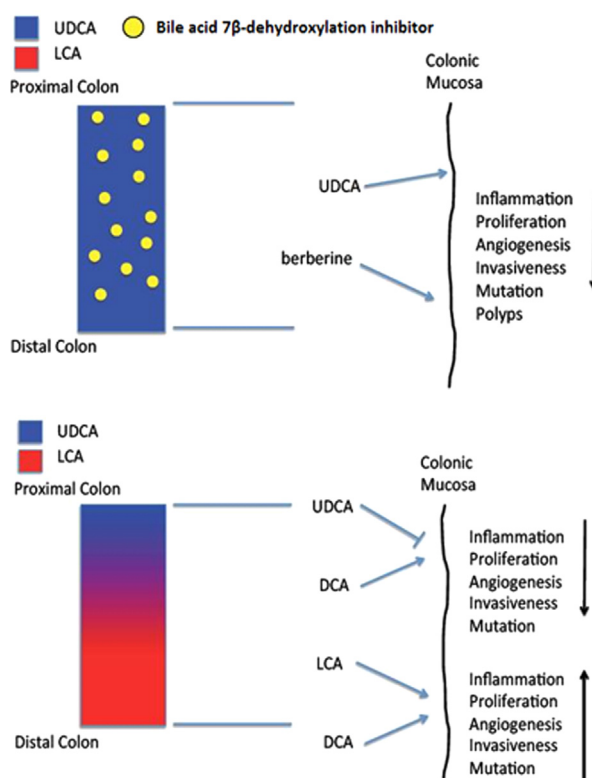 UDCA
Bile acid 7β-dehydroxylation inhibitor
LCA
Proximal Colon
Colonic
Mucosa
UDCA
berberine
Inflammation
Proliferation
Angiogenesis
Invasiveness
Mutation
Polyps
Distal Colon
UDCA
LCA
Proximal Colon
Colonic
Mucosa
UDCA
DCA
Inflammation
Proliferation
Angiogenesis
Invasiveness
Mutation
LCA
DCA
Inflammation
Proliferation
Angiogenesis
Invasiveness
Mutation
Distal Colon